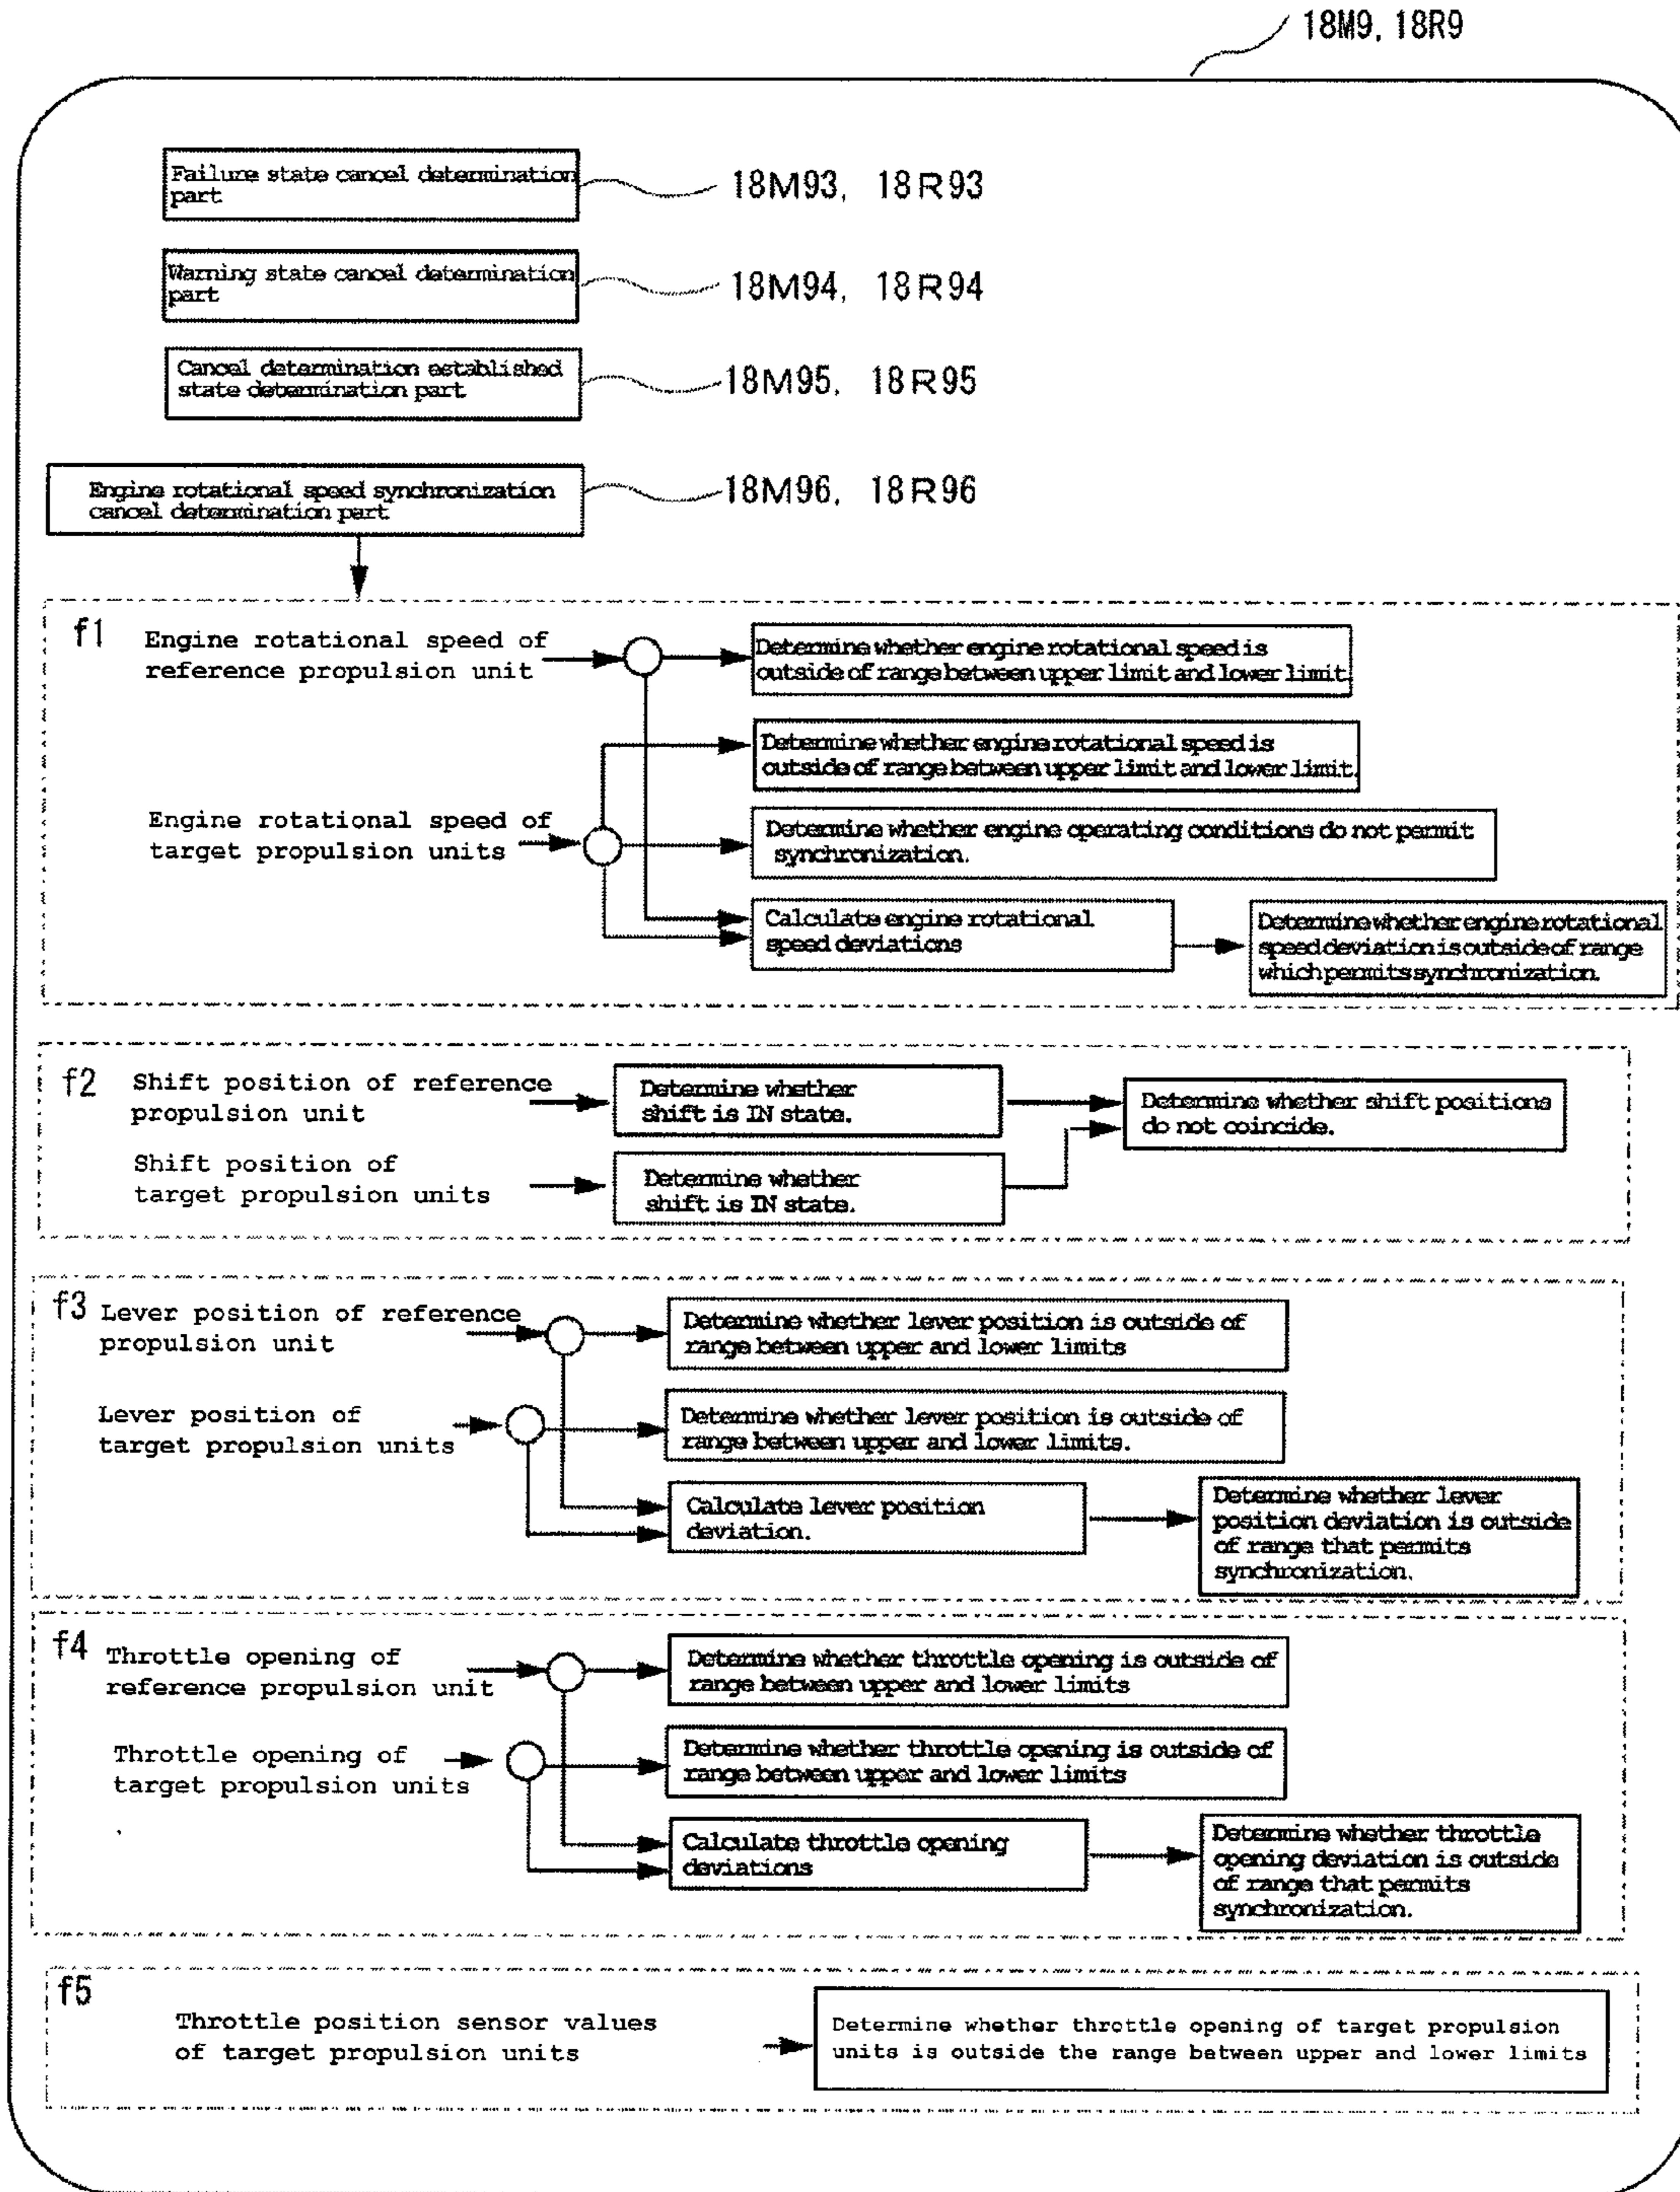 18M9, 18R9
Failure state cancel determination
part
18M93, 18R93
Warning state cancel determination
part
18M94, 18R94
Cancel determination established
state determination part
18M95, 18R95
Engine rotational speed synchronization
cancel determination part
18M96, 18R96
f1
Engine rotational speed of
reference propulsion unit
Determine whether engine rotational speed is
outside of range between upper limit and lower limit.
Determine whether engine rotational speed is
outside of range between upper limit and lower limit.
Engine rotational speed of
target propulsion units
Determine whether engine operating conditions do not permit
synchronization.
Calculate engine rotational
speed deviations
Determine whether engine rotational
speed deviation is outside of range
which permits synchronization.
f2
Shift position of reference
propulsion unit
Determine whether
shift is IN state.
Determine whether shift positions
do not coincide.
Shift position of
target propulsion units
Determine whether
shift is IN state.
f3
Lever position of reference
propulsion unit
Determine whether lever position is outside of
range between upper and lower limits
Lever position of
target propulsion units
Determine whether lever position is outside of
range between upper and lower limits.
Calculate lever position
deviation.
Determine whether lever
position deviation is outside
of range that permits
synchronization.
f4
Throttle opening of
reference propulsion unit
Determine whether throttle opening is outside of
range between upper and lower limits
Throttle opening of
target propulsion units
Determine whether throttle opening is outside of
range between upper and lower limits
Calculate throttle opening
deviations
Determine whether throttle
opening deviation is outside
of range that permits
synchronization.
f5
Throttle position sensor values
of target propulsion units
Determine whether throttle opening of target propulsion
units is outside the range between upper and lower limits